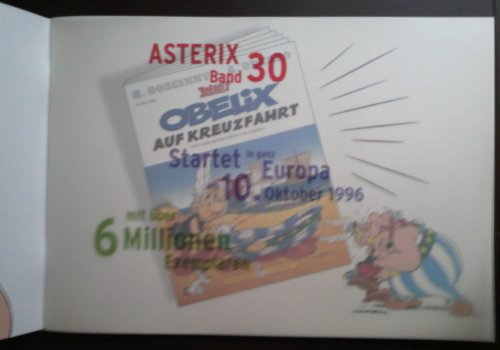 ASTERIX
Band 30
R. GOSCINNY
Asterix
OBELIX
AUF KREUZFAHRT
Startet in ganz
Europa
10. Oktober 1996
mit über
6 Millionen
Exemplaren